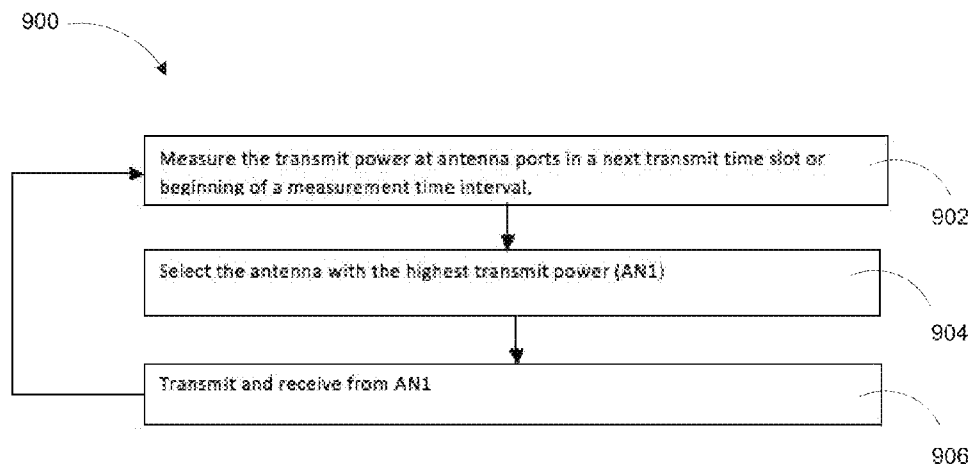 900
Measure the transmit power at antenna ports in a next transmit time slot or
beginning of a measurement time interval.
902
Select the antenna with the highest transmit power (AN1)
904
Transmit and receive from AN1
906